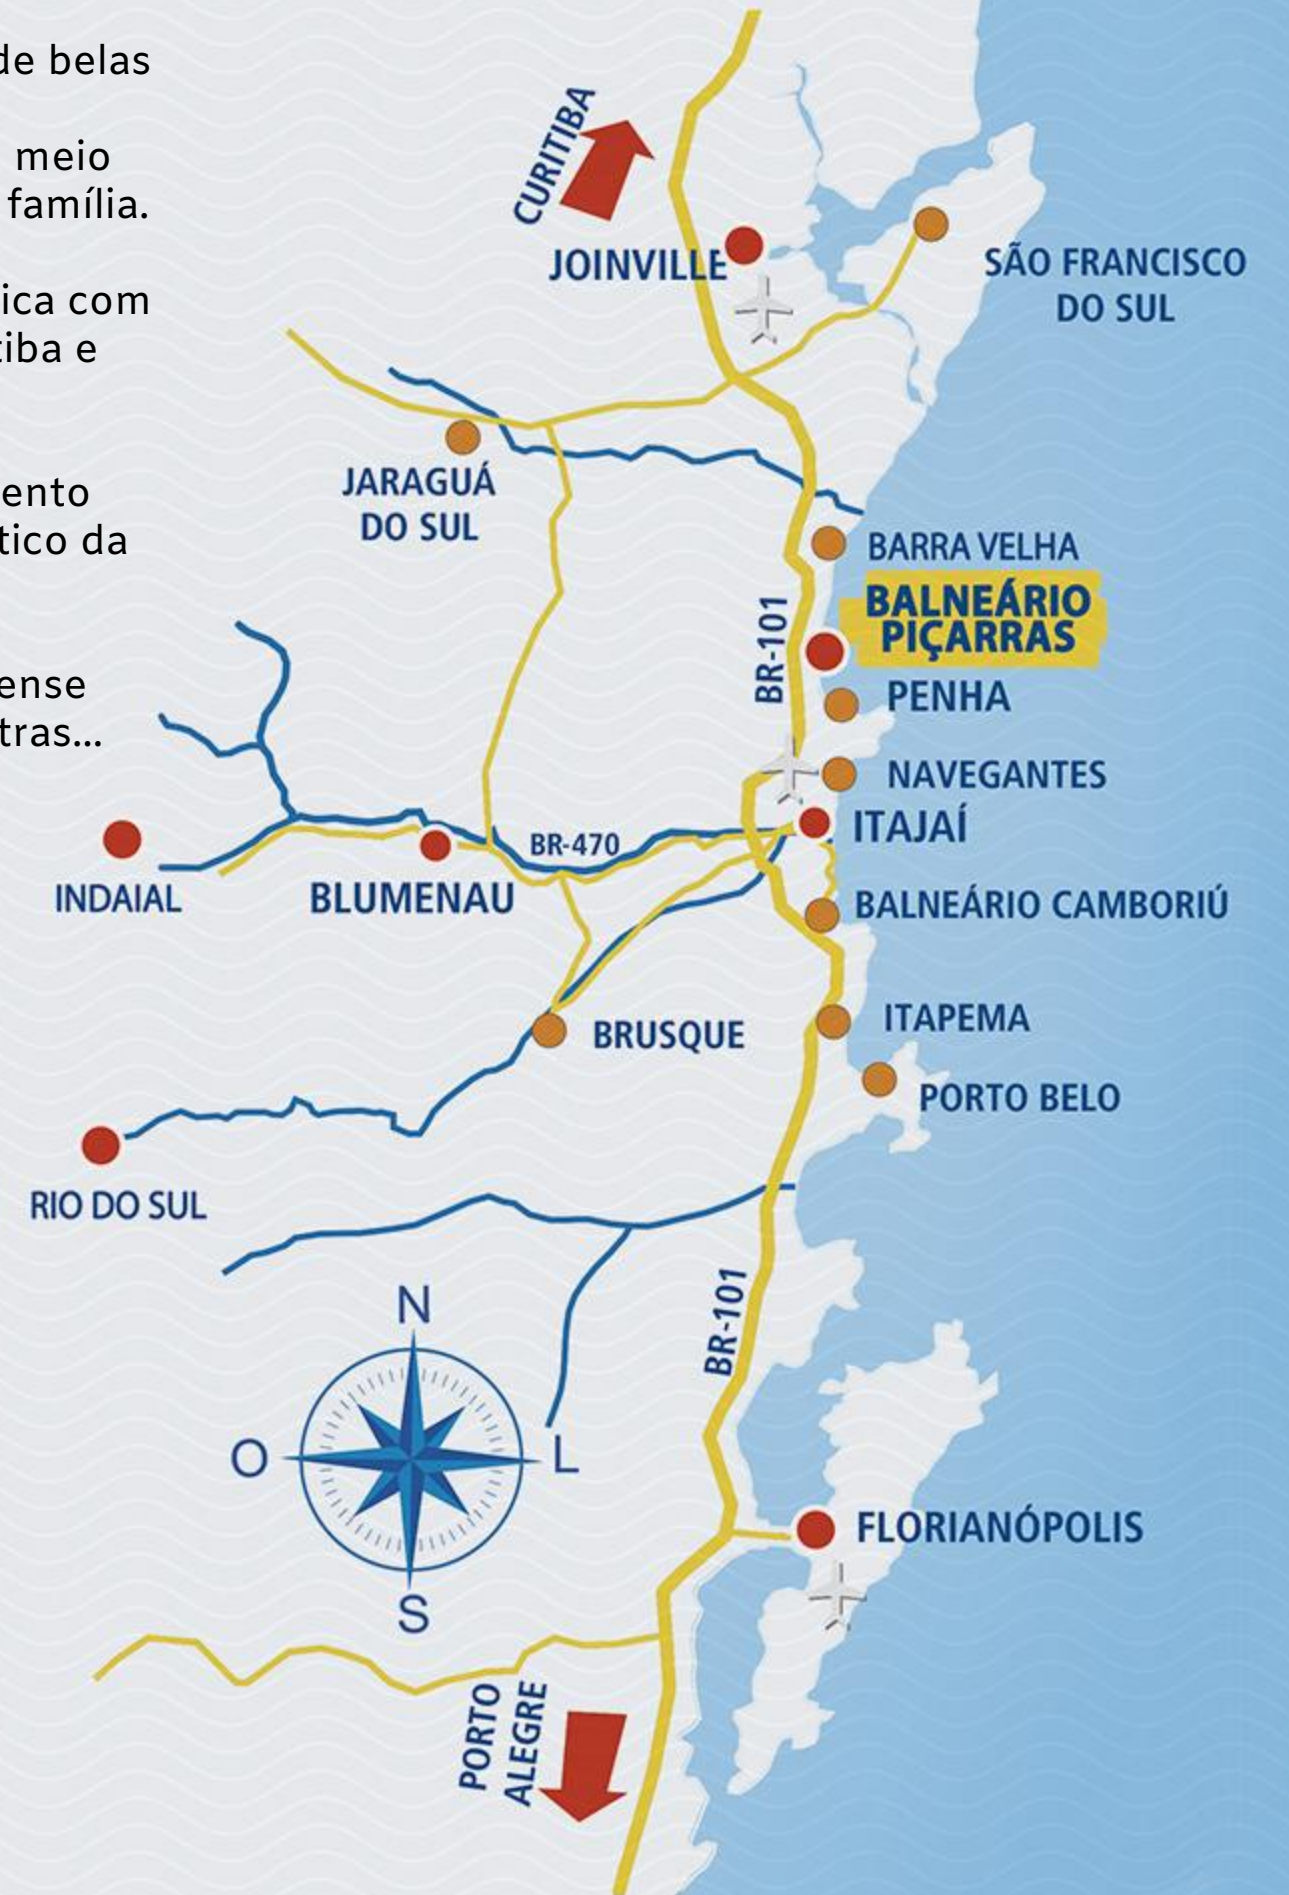 de belas
meio
família.
ica com
tiba e
ento
tico da
ense
tras...
CURITIBA
JOINVILLE
SÃO FRANCISCO
DO SUL
JARAGUÁ
DO SUL
BARRA VELHA
BALNEÁRIO
PIÇARRAS
BR-101
PENHA
NAVEGANTES
ITAJAÍ
BR-470
INDAIAL
BLUMENAU
BALNEÁRIO CAMBORIÚ
ITAPEMA
BRUSQUE
PORTO BELO
RIO DO SUL
BR-101
N
O
L
S
FLORIANÓPOLIS
PORTO
ALEGRE